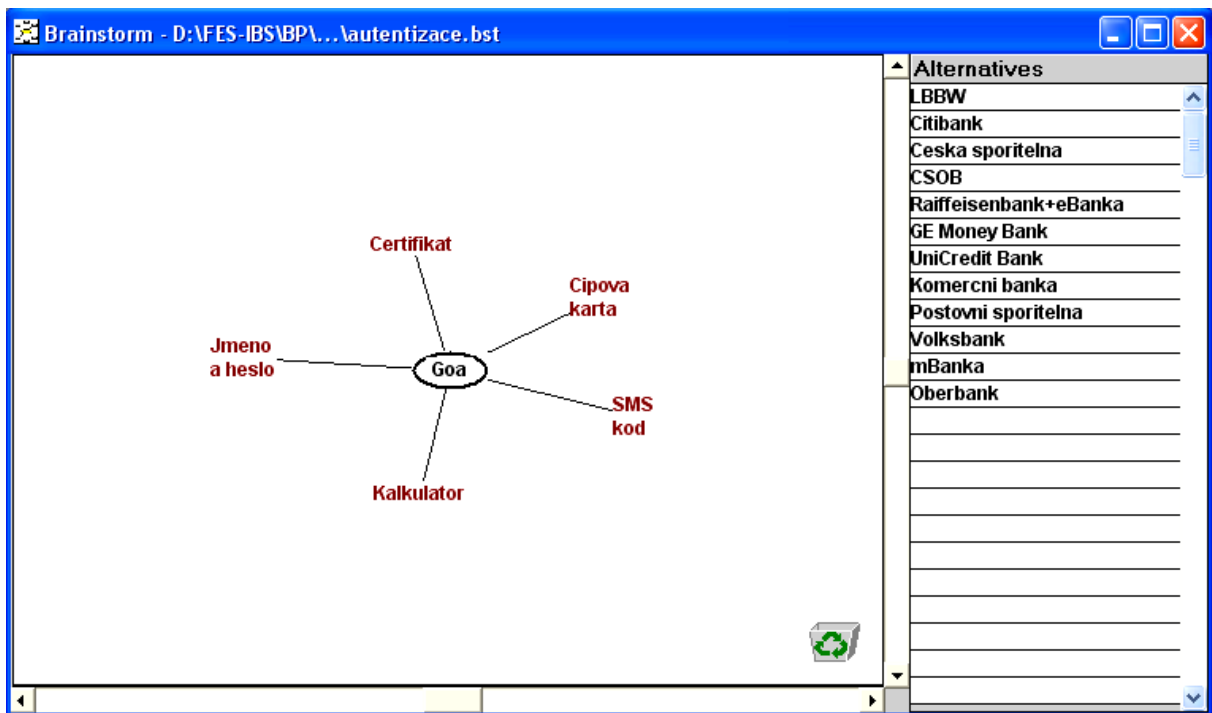 Brainstorm - D:\FES-IBS\BP\...\autentizace.bst
Certifikat
Cipova
karta
Jmeno
a heslo
Goa
SMS
kod
Kalkulator
Alternatives
LBBW
Citibank
Ceska sporitelna
CSOB
Raiffeisenbank+eBanka
GE Money Bank
UniCredit Bank
Komercni banka
Postovni sporitelna
Volksbank
mBanka
Oberbank